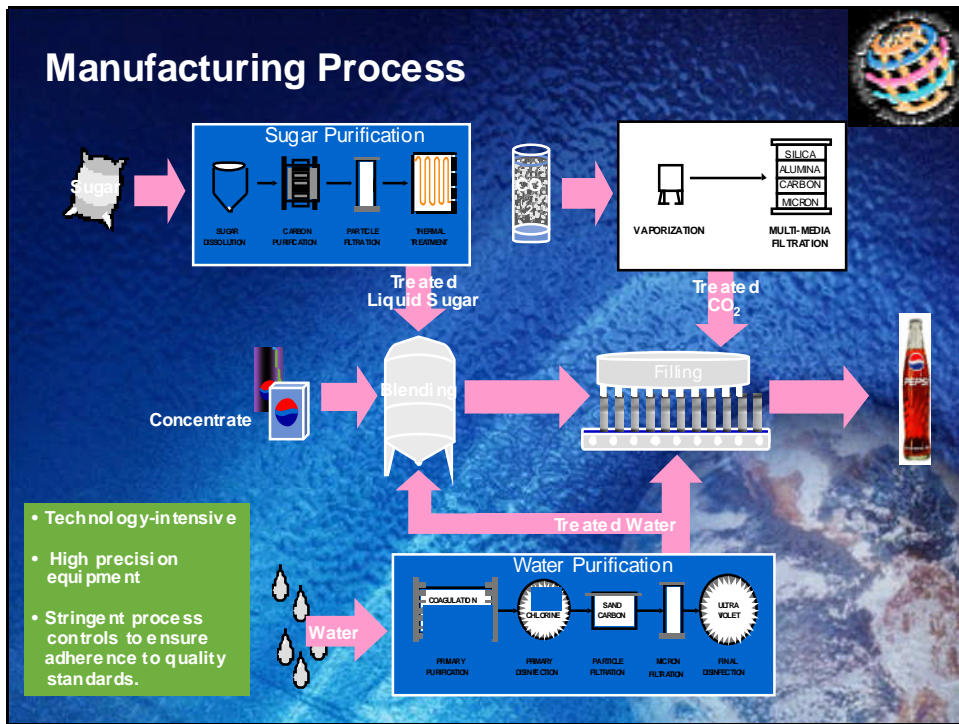 Manufacturing Process
Sugar Purification
Sugar
SUGAR
DISSOLUTION
CARBON
PURIFICATION
PARTICLE
FILTRATION
THERMAL
TREATMENT
SILICA
ALUMINA
CARBON
MICRON
VAPORIZATION
MULTI-MEDIA
FILTRATION
Treated
Liquid Sugar
Treated
CO₂
Concentrate
Blending
Filling
PEPSI
Treated Water
• Technology-intensive
• High precision
equipment
• Stringent process
controls to ensure
adherence to quality
standards.
Water
Water Purification
COAGULATION
CHLORINE
SAND
CARBON
ULTRA
VIOLET
PRIMARY
PURIFICATION
PRIMARY
DISINFECTION
PARTICLE
FILTRATION
MICRON
FILTRATION
FINAL
DISINFECTION